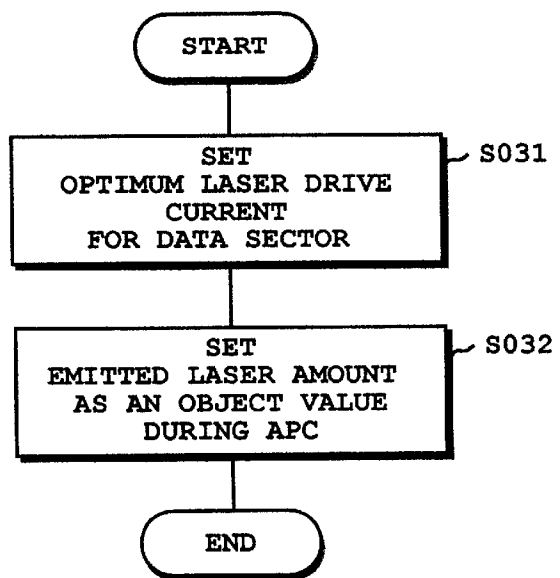 START
SET
OPTIMUM LASER DRIVE
CURRENT
FOR DATA SECTOR
S031
SET
EMITTED LASER AMOUNT
AS AN OBJECT VALUE
DURING APC
S032
END